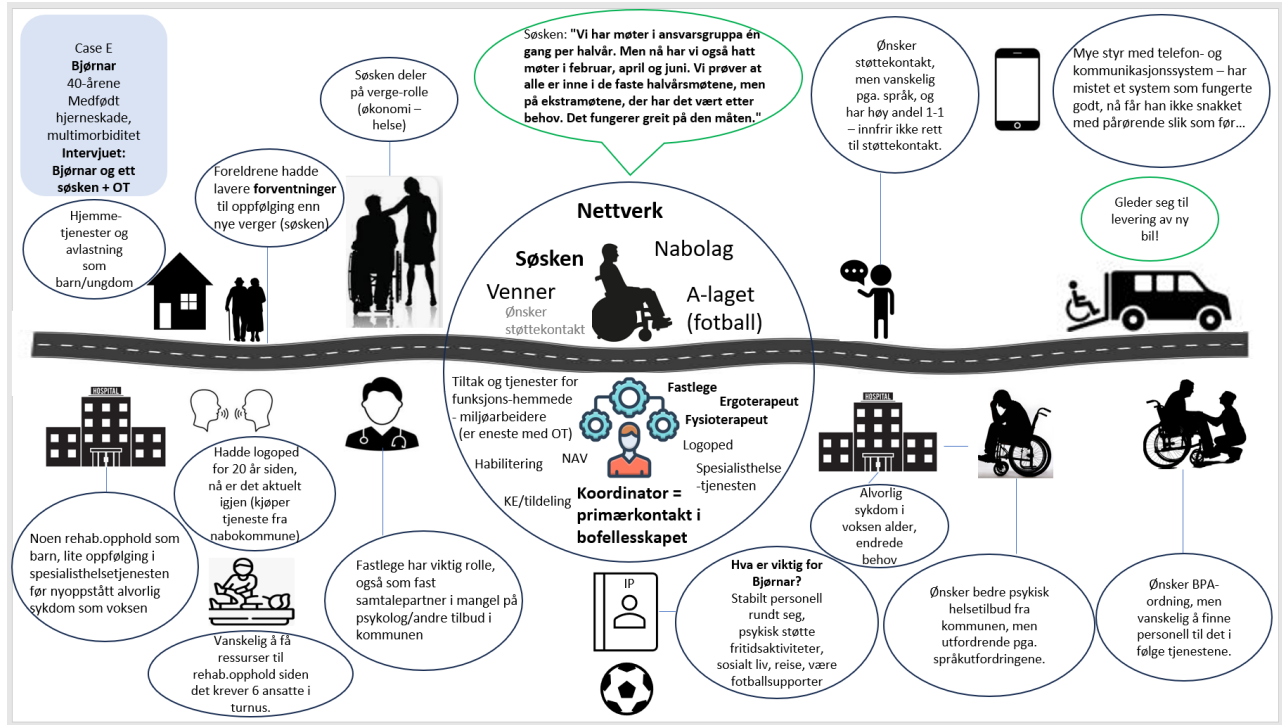 Case E
Bjørnar
40-årene
Medfødt
hjerneskade,
multimorbiditet
Intervjuet:
Bjørnar og ett
søsken + OT
Hjemme-
tjenester og
avlastning
som
barn/ungdom
Foreldrene hadde
lavere forventninger
til oppfølging enn
nye verger (søsken)
Søsken deler
på verge-rolle
(økonomi –
helse)
Søsken: "Vi har møter i ansvarsgruppa én
gang per halvår. Men nå har vi også hatt
møter i februar, april og juni. Vi prøver at
alle er inne i de faste halvårsmøtene, men
på ekstramøtene, der har det vært etter
behov. Det fungerer greit på den måten."
Ønsker
støttekontakt,
men vanskelig
pga. språk, og
har høy andel 1-1
– innfrir ikke rett
til støttekontakt.
Mye styr med telefon- og
kommunikasjonssystem – har
mistet et system som fungerte
godt, nå får han ikke snakket
med pårørende slik som før…
Gleder seg til
levering av ny
bil!
Nettverk
Søsken
Nabolag
Venner
Ønsker
støttekontakt
A-laget
(fotball)
Tiltak og tjenester for
funksjons-hemmede
- miljøarbeidere
(er eneste med OT)
Fastlege
Ergoterapeut
Fysioterapeut
Logoped
NAV
Habilitering
Spesialisthelse
-tjenesten
KE/tildeling
Koordinator =
primærkontakt i
bofellesskapet
HOSPITAL
Noen rehab.opphold som
barn, lite oppfølging i
spesialisthelsetjenesten
før nyoppstått alvorlig
sykdom som voksen
Hadde logoped
for 20 år siden,
nå er det aktuelt
igjen (kjøper
tjeneste fra
nabokommune)
Vanskelig å få
ressurser til
rehab.opphold siden
det krever 6 ansatte i
turnus.
Fastlege har viktig rolle,
også som fast
samtalepartner i mangel på
psykolog/andre tilbud i
kommunen
IP
Hva er viktig for
Bjørnar?
Stabilt personell
rundt seg,
psykisk støtte
fritidsaktiviteter,
sosialt liv, reise, være
fotballsupporter
HOSPITAL
Alvorlig
sykdom i
voksen alder,
endrede
behov
Ønsker bedre psykisk
helsetilbud fra
kommunen, men
utfordrende pga.
språkutfordringene.
Ønsker BPA-
ordning, men
vanskelig å finne
personell til det i
følge tjenestene.